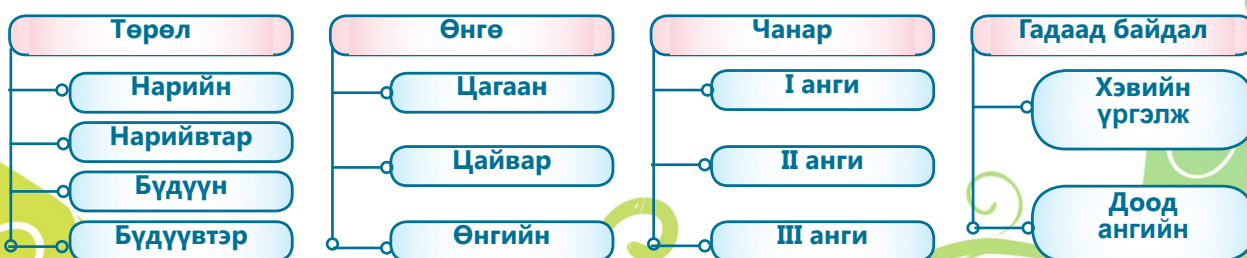 Төрөл
Нарийн
Нарийвтар
Бүдүүн
Бүдүүвтэр
Өнгө
Цагаан
Цайвар
Өнгийн
Чанар
I анги
II анги
III анги
Гадаад байдал
Хэвийн
үргэлж
Доод
ангийн